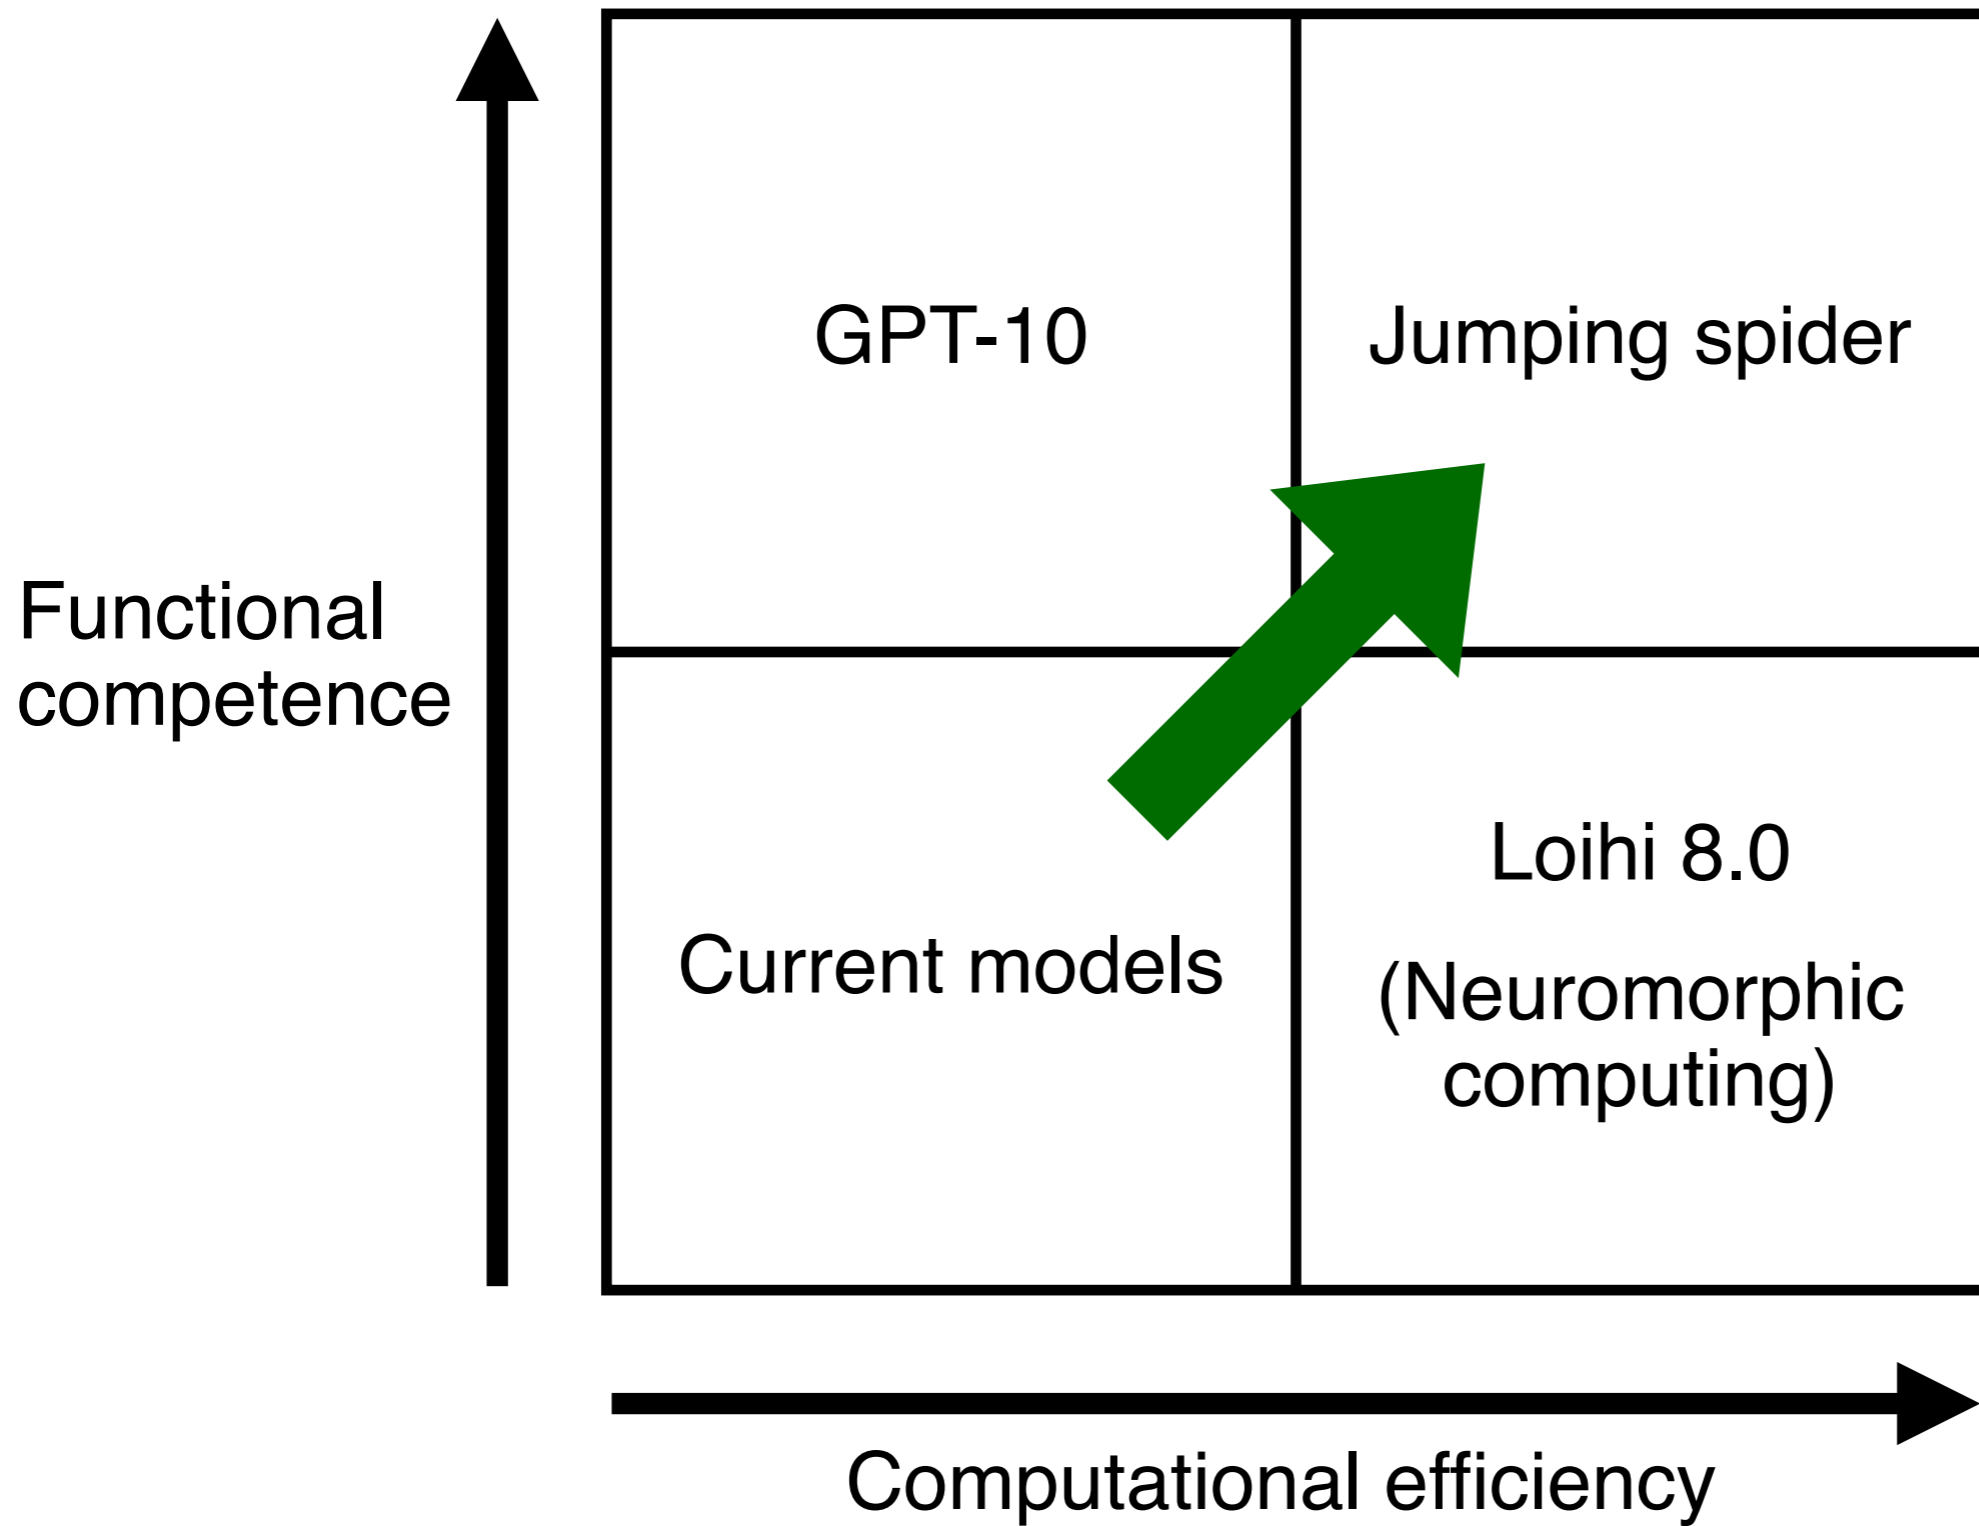 GPT-10
Jumping spider
Functional
competence
Current models
Loihi 8.0
(Neuromorphic
computing)
Computational efficiency